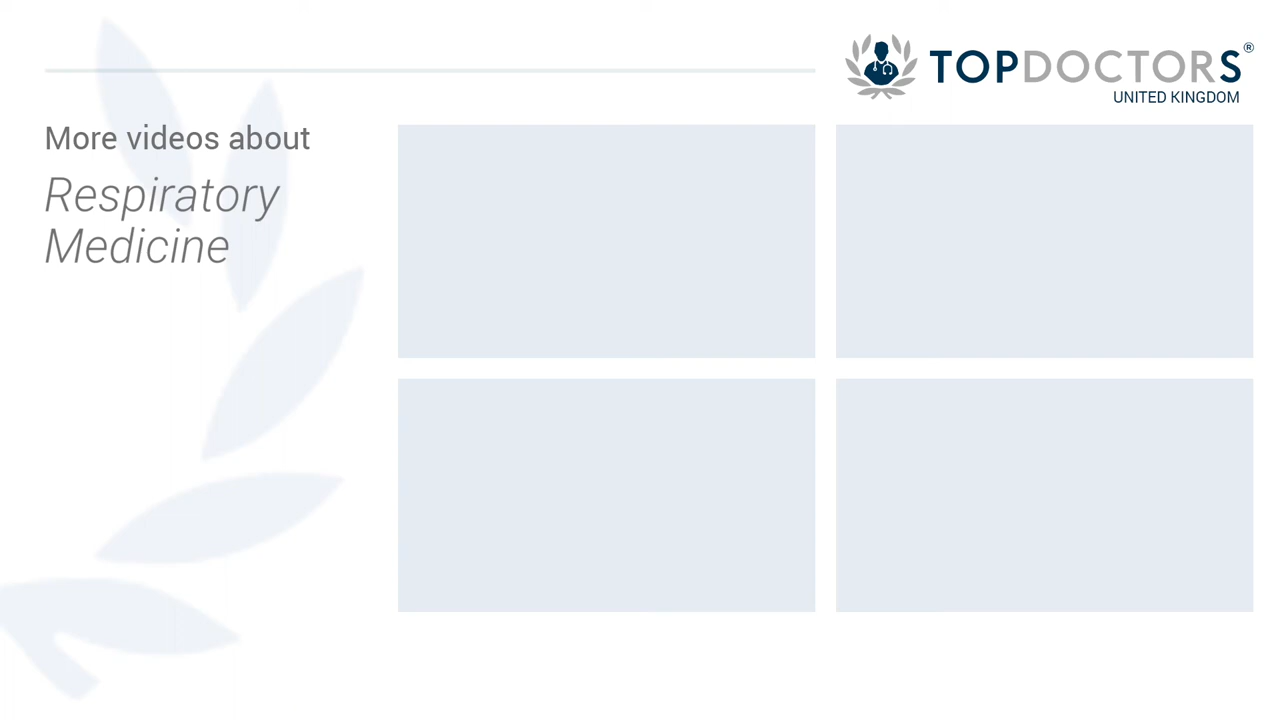 TOPDOCTORS®
UNITED KINGDOM
More videos about
Respiratory
Medicine